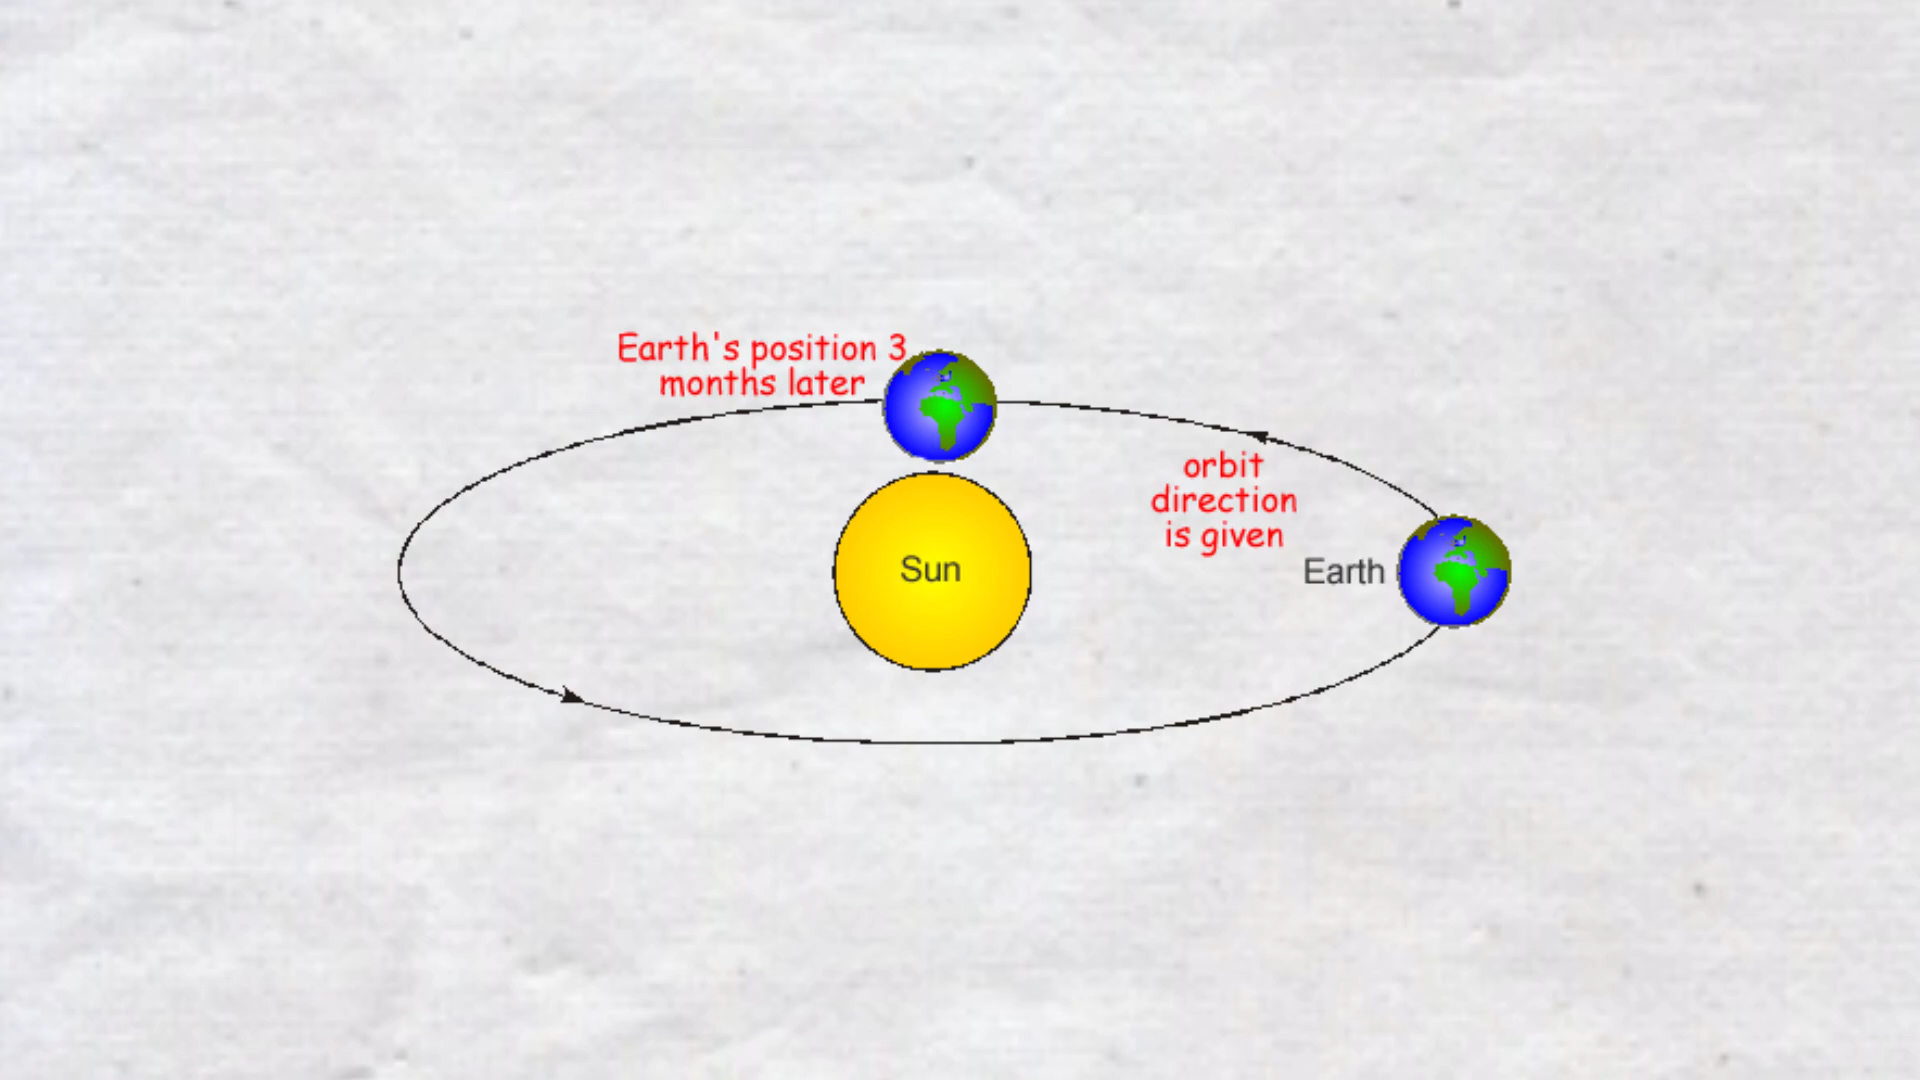 Earth's position 3
months later
orbit
direction
is given
Sun
Earth